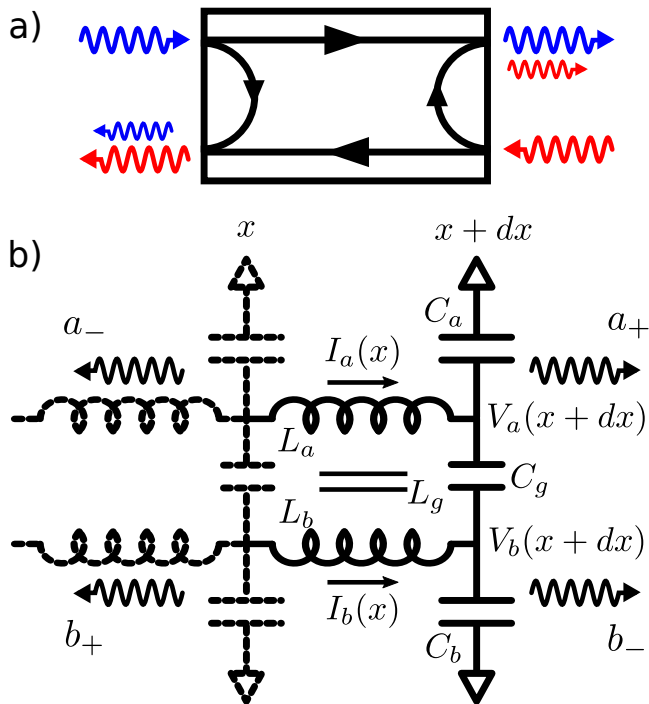 a)
b)
x
x + dx
C_a
a_-
I_a(x)
a_+
V_a(x + dx)
L_a
C_g
L_g
L_b
V_b(x + dx)
I_b(x)
b_+
C_b
b_-